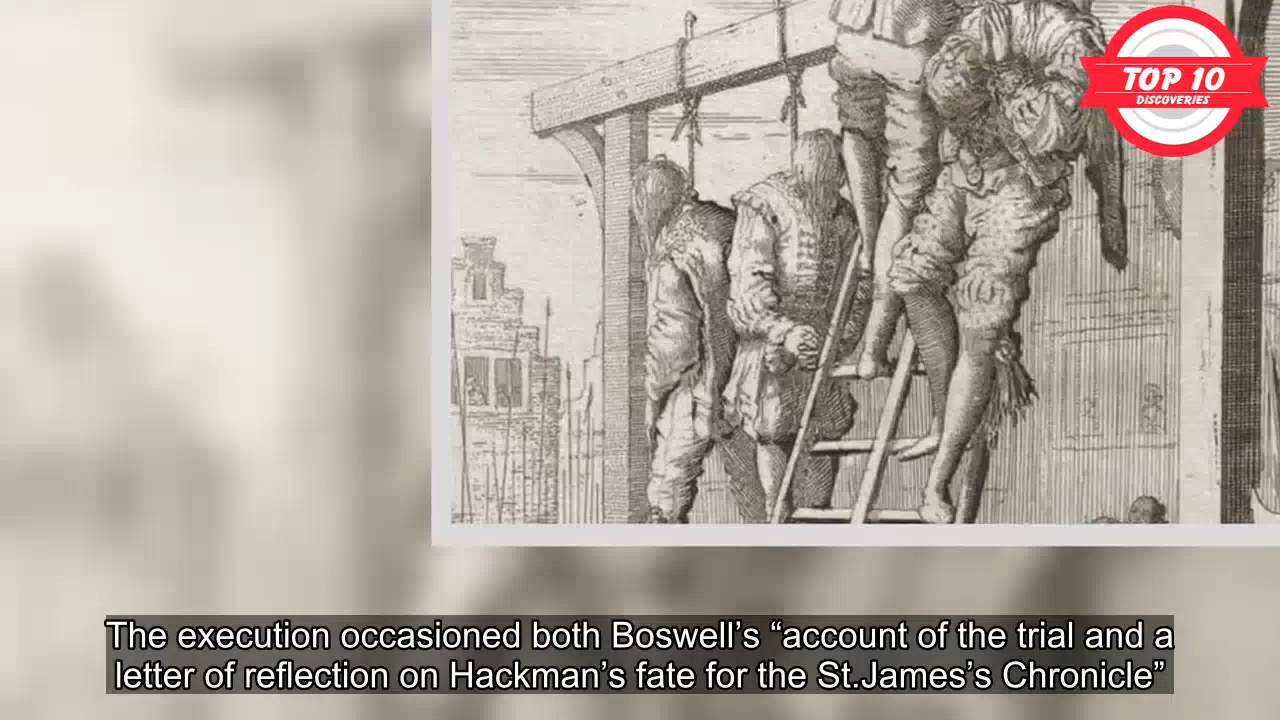 TOP 10
DISCOVERIES
The execution occasioned both Boswell’s “account of the trial and a
letter of reflection on Hackman’s fate for the St.James’s Chronicle”